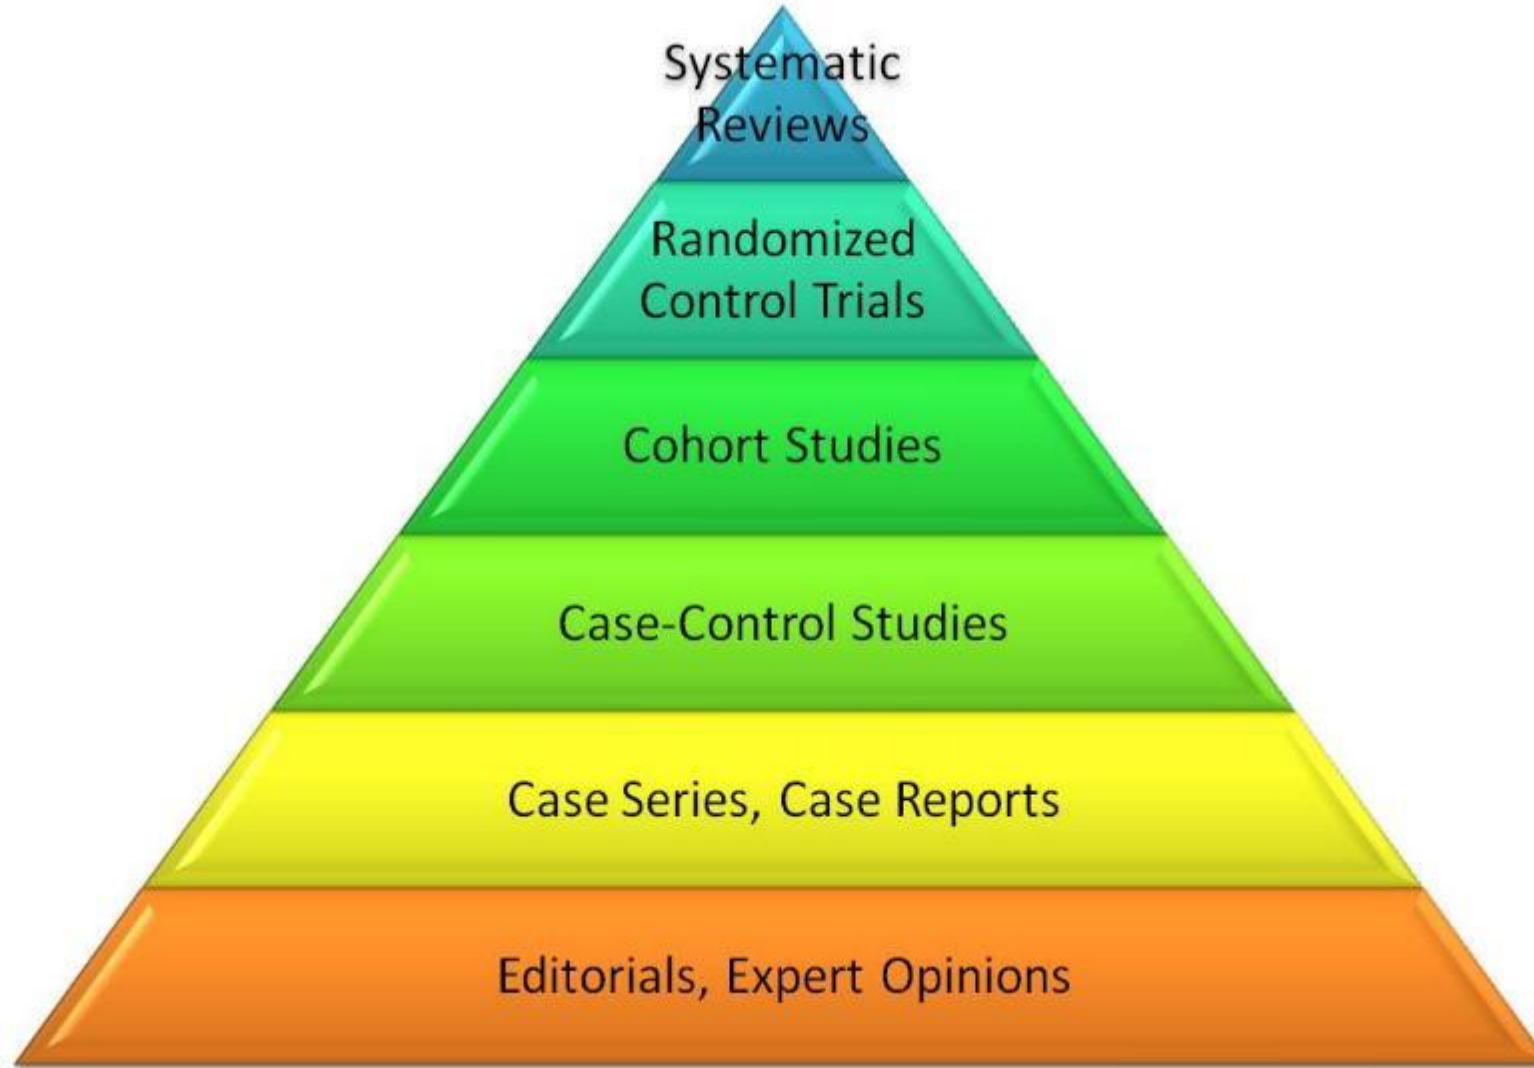 Systematic
Reviews
Randomized
Control Trials
Cohort Studies
Case-Control Studies
Case Series, Case Reports
Editorials, Expert Opinions